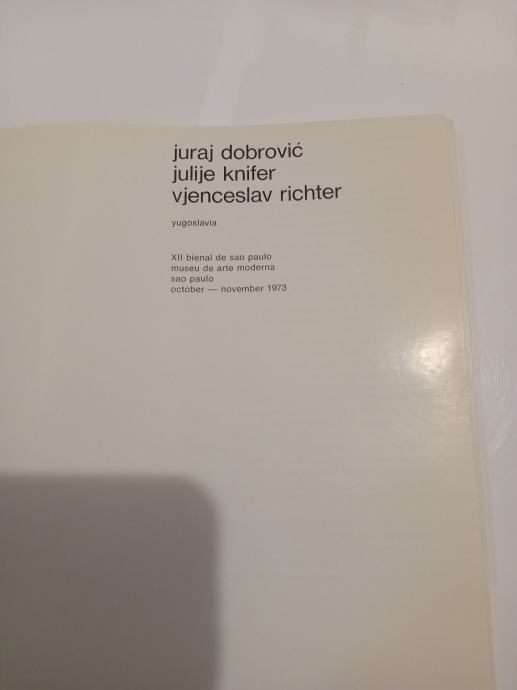 juraj dobrović
julije knifer
vjenceslav richter
yugoslavia
XII bienal de sao paulo
museu de arte moderna
sao paulo
october — november 1973